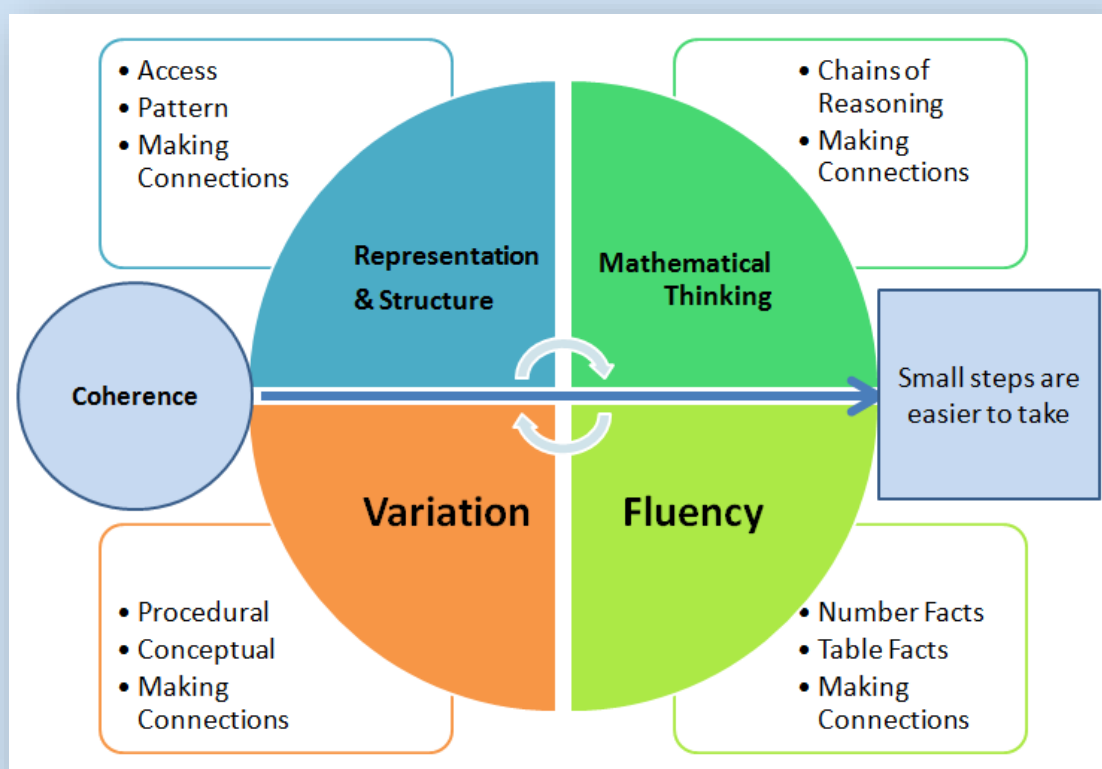 • Access
• Pattern
• Making
Connections
• Chains of
Reasoning
• Making
Connections
Representation
& Structure
Mathematical
Thinking
Coherence
Small steps are
easier to take
Variation
Fluency
• Procedural
• Conceptual
• Making
Connections
• Number Facts
• Table Facts
• Making
Connections